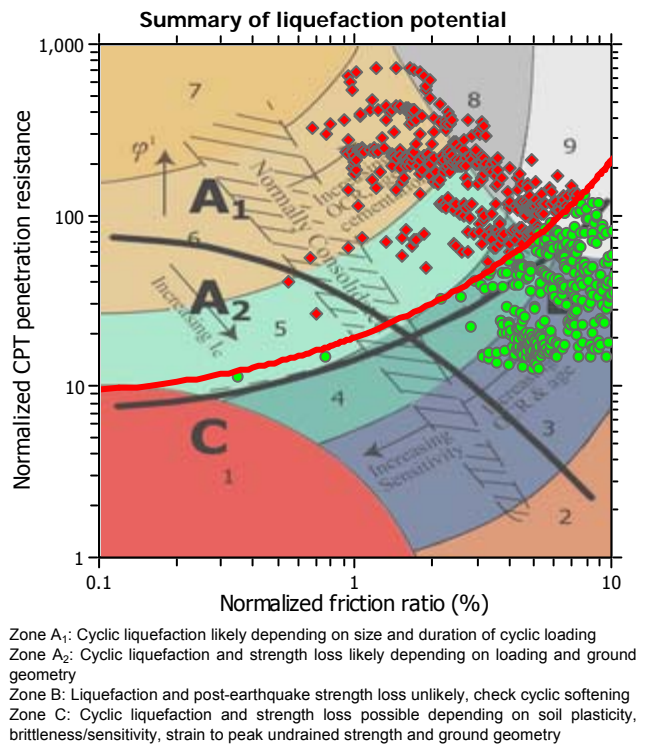 Summary of liquefaction potential
1,000
7
8
9
φ'
Normally Consolidated
Increasing
OCR, age
cementation
A1
100
6
A2
Increasing Ic
5
10
4
Increasing
OCR & age
3
C
Increasing
Sensitivity
1
2
1
0.1
1
10
Normalized CPT penetration resistance
Normalized friction ratio (%)
Zone A1: Cyclic liquefaction likely depending on size and duration of cyclic loading
Zone A2: Cyclic liquefaction and strength loss likely depending on loading and ground
geometry
Zone B: Liquefaction and post-earthquake strength loss unlikely, check cyclic softening
Zone C: Cyclic liquefaction and strength loss possible depending on soil plasticity,
brittleness/sensitivity, strain to peak undrained strength and ground geometry